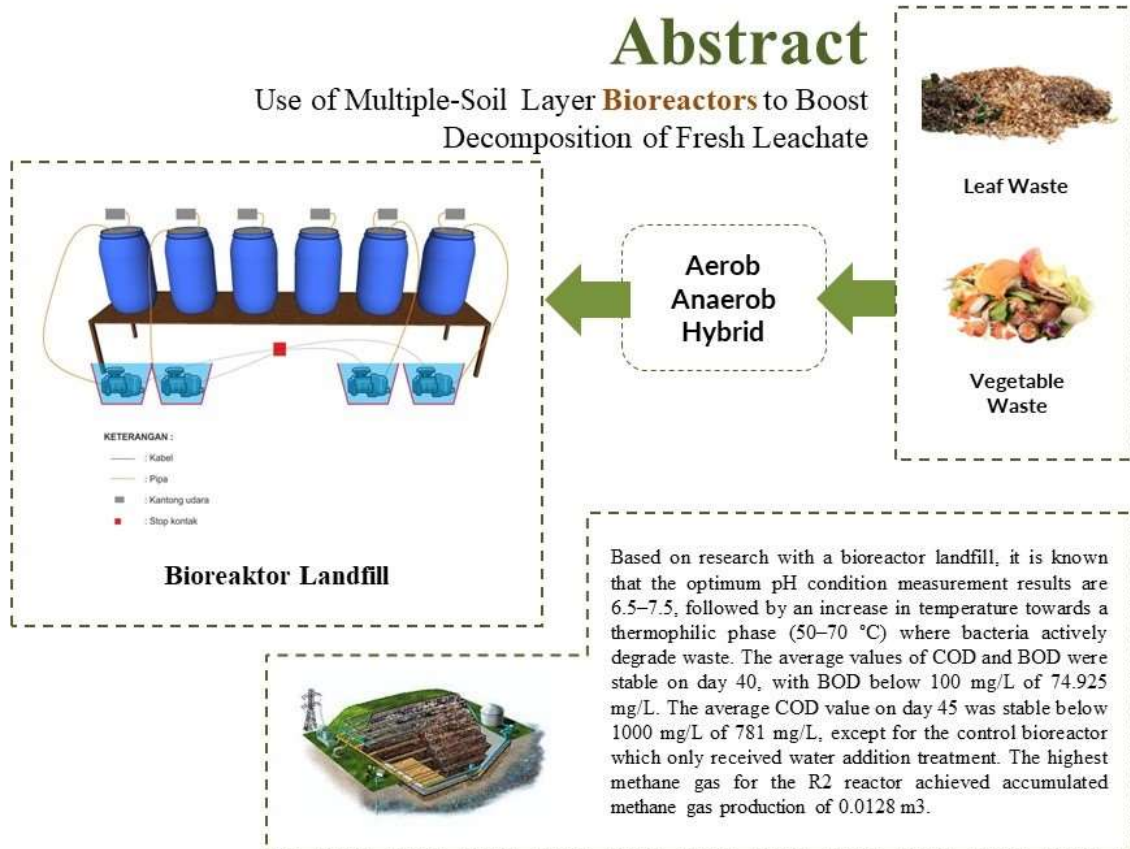 Abstract
Use of Multiple-Soil Layer Bioreactors to Boost
Decomposition of Fresh Leachate
Leaf Waste
Vegetable
Waste
Aerob
Anaerob
Hybrid
KETERANGAN :
: Kabel
: Pipa
: Kantong udara
: Stop kontak
Bioreaktor Landfill
Based on research with a bioreactor landfill, it is known
that the optimum pH condition measurement results are
6.5–7.5, followed by an increase in temperature towards a
thermophilic phase (50–70 °C) where bacteria actively
degrade waste. The average values of COD and BOD were
stable on day 40, with BOD below 100 mg/L of 74.925
mg/L. The average COD value on day 45 was stable below
1000 mg/L of 781 mg/L, except for the control bioreactor
which only received water addition treatment. The highest
methane gas for the R2 reactor achieved accumulated
methane gas production of 0.0128 m3.